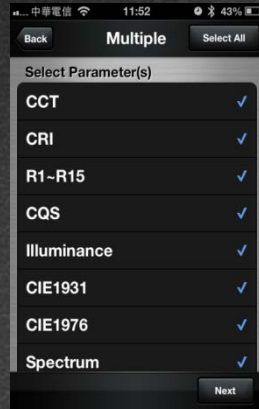 中華電信 11:52 43%
Back Multiple Select All
Select Parameter(s)
CCT
CRI
R1~R15
CQS
Illuminance
CIE1931
CIE1976
Spectrum
Next